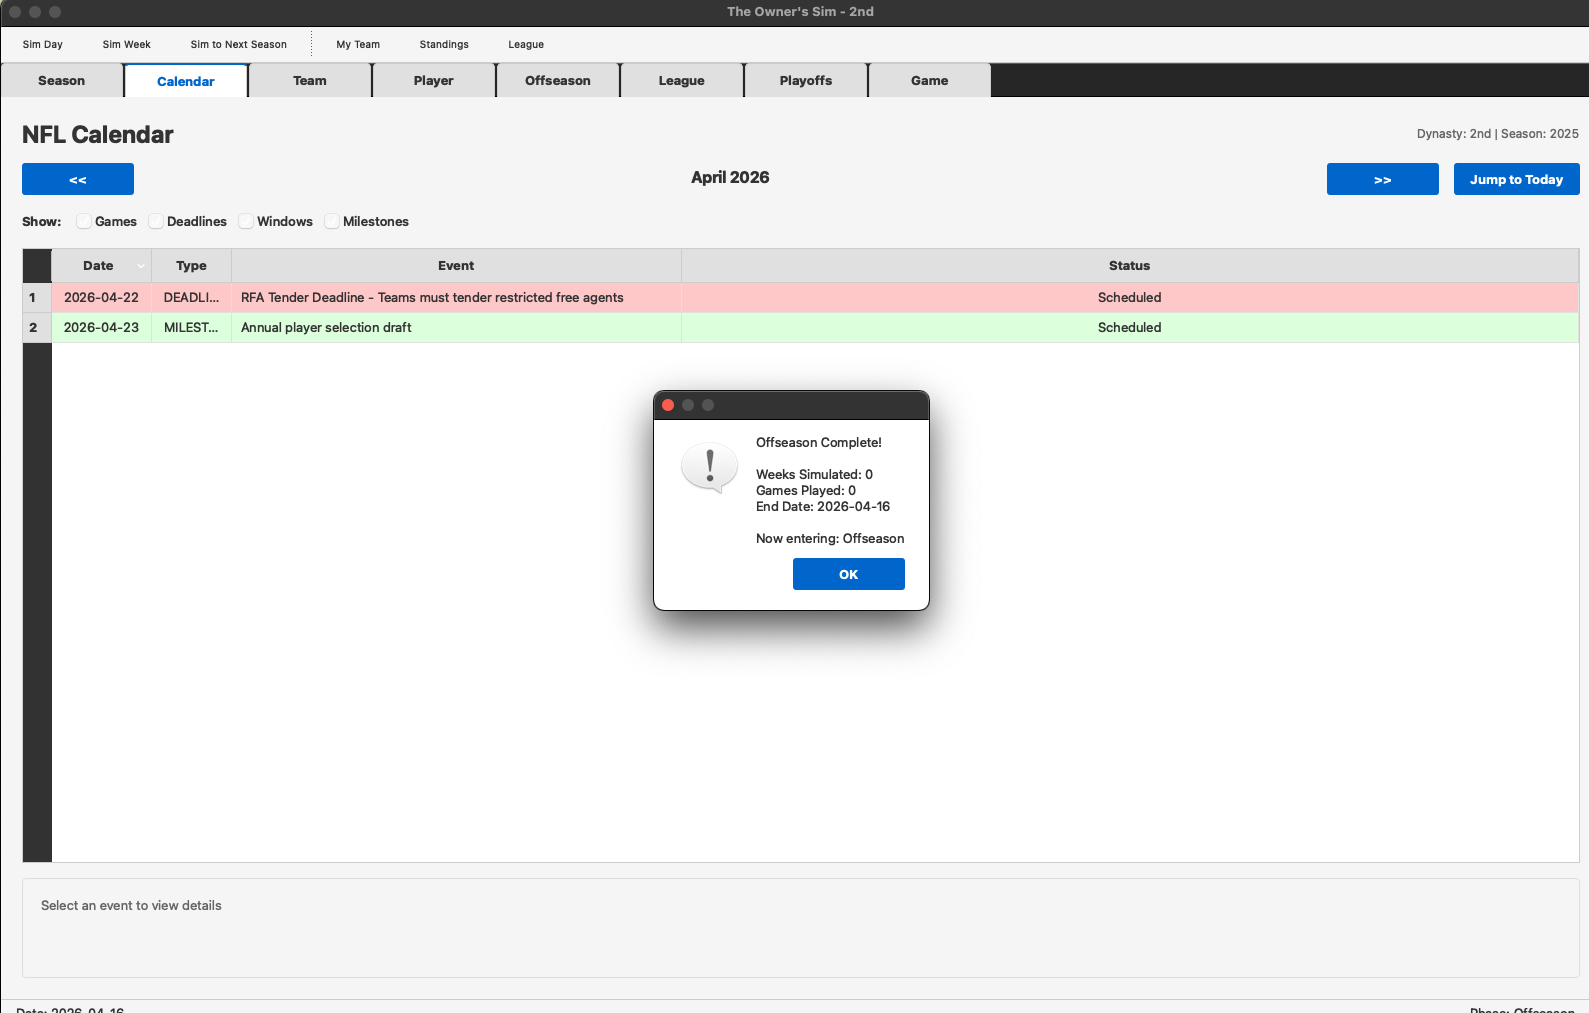 The Owner's Sim - 2nd
Sim Day Sim Week Sim to Next Season My Team Standings League
Season Calendar Team Player Offseason League Playoffs Game
NFL Calendar
Dynasty: 2nd | Season: 2025
<< April 2026 >> Jump to Today
Show: Games Deadlines Windows Milestones
Date Type Event Status
1 2026-04-22 DEADLI... RFA Tender Deadline - Teams must tender restricted free agents Scheduled
2 2026-04-23 MILEST... Annual player selection draft Scheduled
Offseason Complete!
Weeks Simulated: 0
Games Played: 0
End Date: 2026-04-16
Now entering: Offseason
OK
Select an event to view details
Date: 2026-04-16 Phase: Offseason